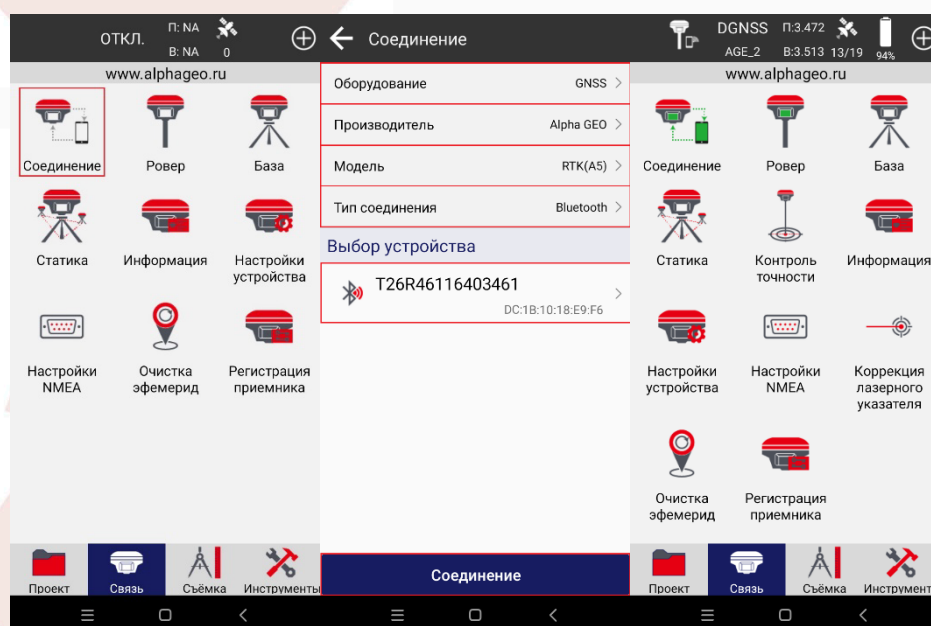 ОТКЛ.
П: NA
В: NA
0
www.alphageo.ru
Соединение
Ровер
База
Статика
Информация
Настройки
устройства
Настройки
NMEA
Очистка
эфемерид
Регистрация
приемника
Проект
Связь
Съёмка
Инструменты
Соединение
Оборудование
GNSS
Производитель
Alpha GEO
Модель
RTK(A5)
Тип соединения
Bluetooth
Выбор устройства
T26R46116403461
DC:1B:10:18:E9:F6
Соединение
DGNSS
П:3.472
AGE_2
В:3.513
13/19
94%
www.alphageo.ru
Соединение
Ровер
База
Статика
Контроль
точности
Информация
Настройки
устройства
Настройки
NMEA
Коррекция
лазерного
указателя
Очистка
эфемерид
Регистрация
приемника
Проект
Связь
Съёмка
Инструмент